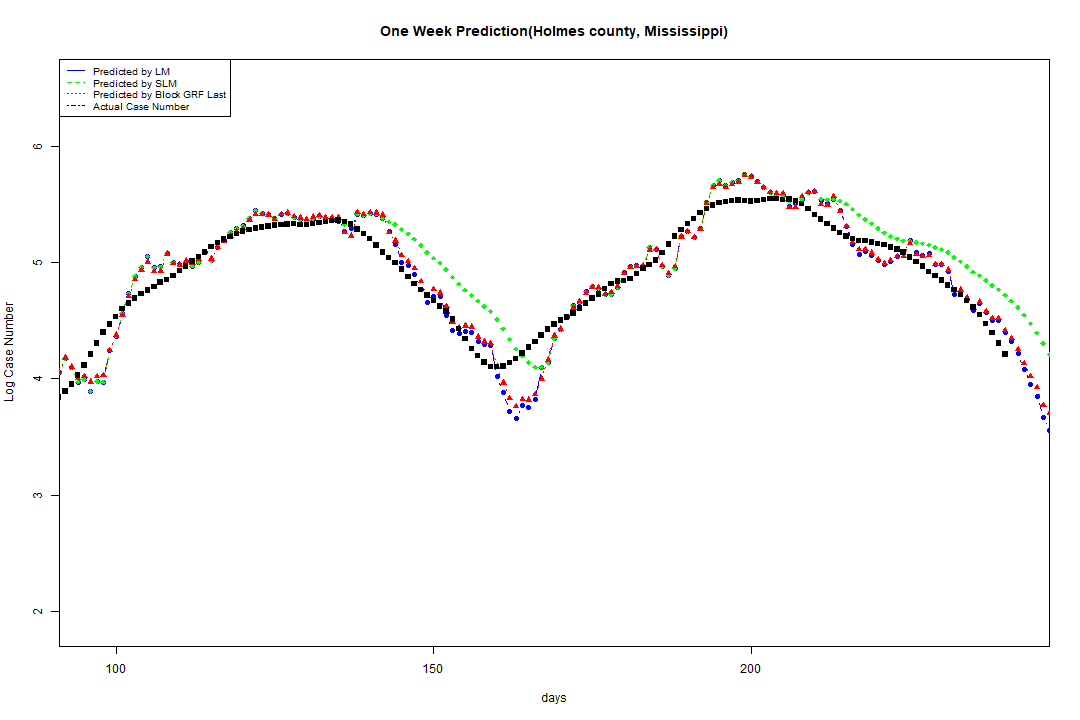 One Week Prediction(Holmes county, Mississippi)
Predicted by LM
Predicted by SLM
Predicted by Block GRF Last
Actual Case Number
6
5
4
3
2
Log Case Number
100
150
200
days